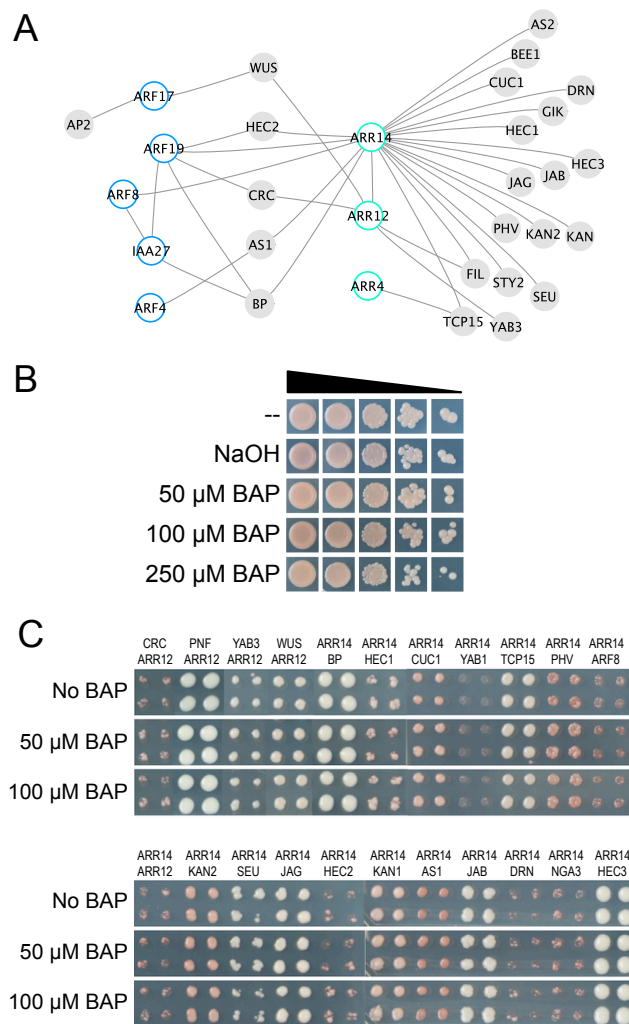 A
AS2
BEE1
WUS
CUC1
DRN
ARF17
GIK
AP2
HEC2
HEC1
ARR14
ARF19
HEC3
JAB
JAG
ARF8
CRC
ARR12
PHV
KAN2
KAN
IAA27
AS1
FIL
STY2
SEU
ARF4
BP
ARR4
TCP15
YAB3
B
--
NaOH
50 µM BAP
100 µM BAP
250 µM BAP
C
CRC PNF YAB3 WUS ARR14 ARR14 ARR14 ARR14 ARR14 ARR14 ARR14
ARR12 ARR12 ARR12 ARR12 BP HEC1 CUC1 YAB1 TCP15 PHV ARF8
No BAP
50 µM BAP
100 µM BAP
ARR14 ARR14 ARR14 ARR14 ARR14 ARR14 ARR14 ARR14 ARR14 ARR14 ARR14
ARR12 KAN2 SEU JAG HEC2 KAN1 AS1 JAB DRN NGA3 HEC3
No BAP
50 µM BAP
100 µM BAP